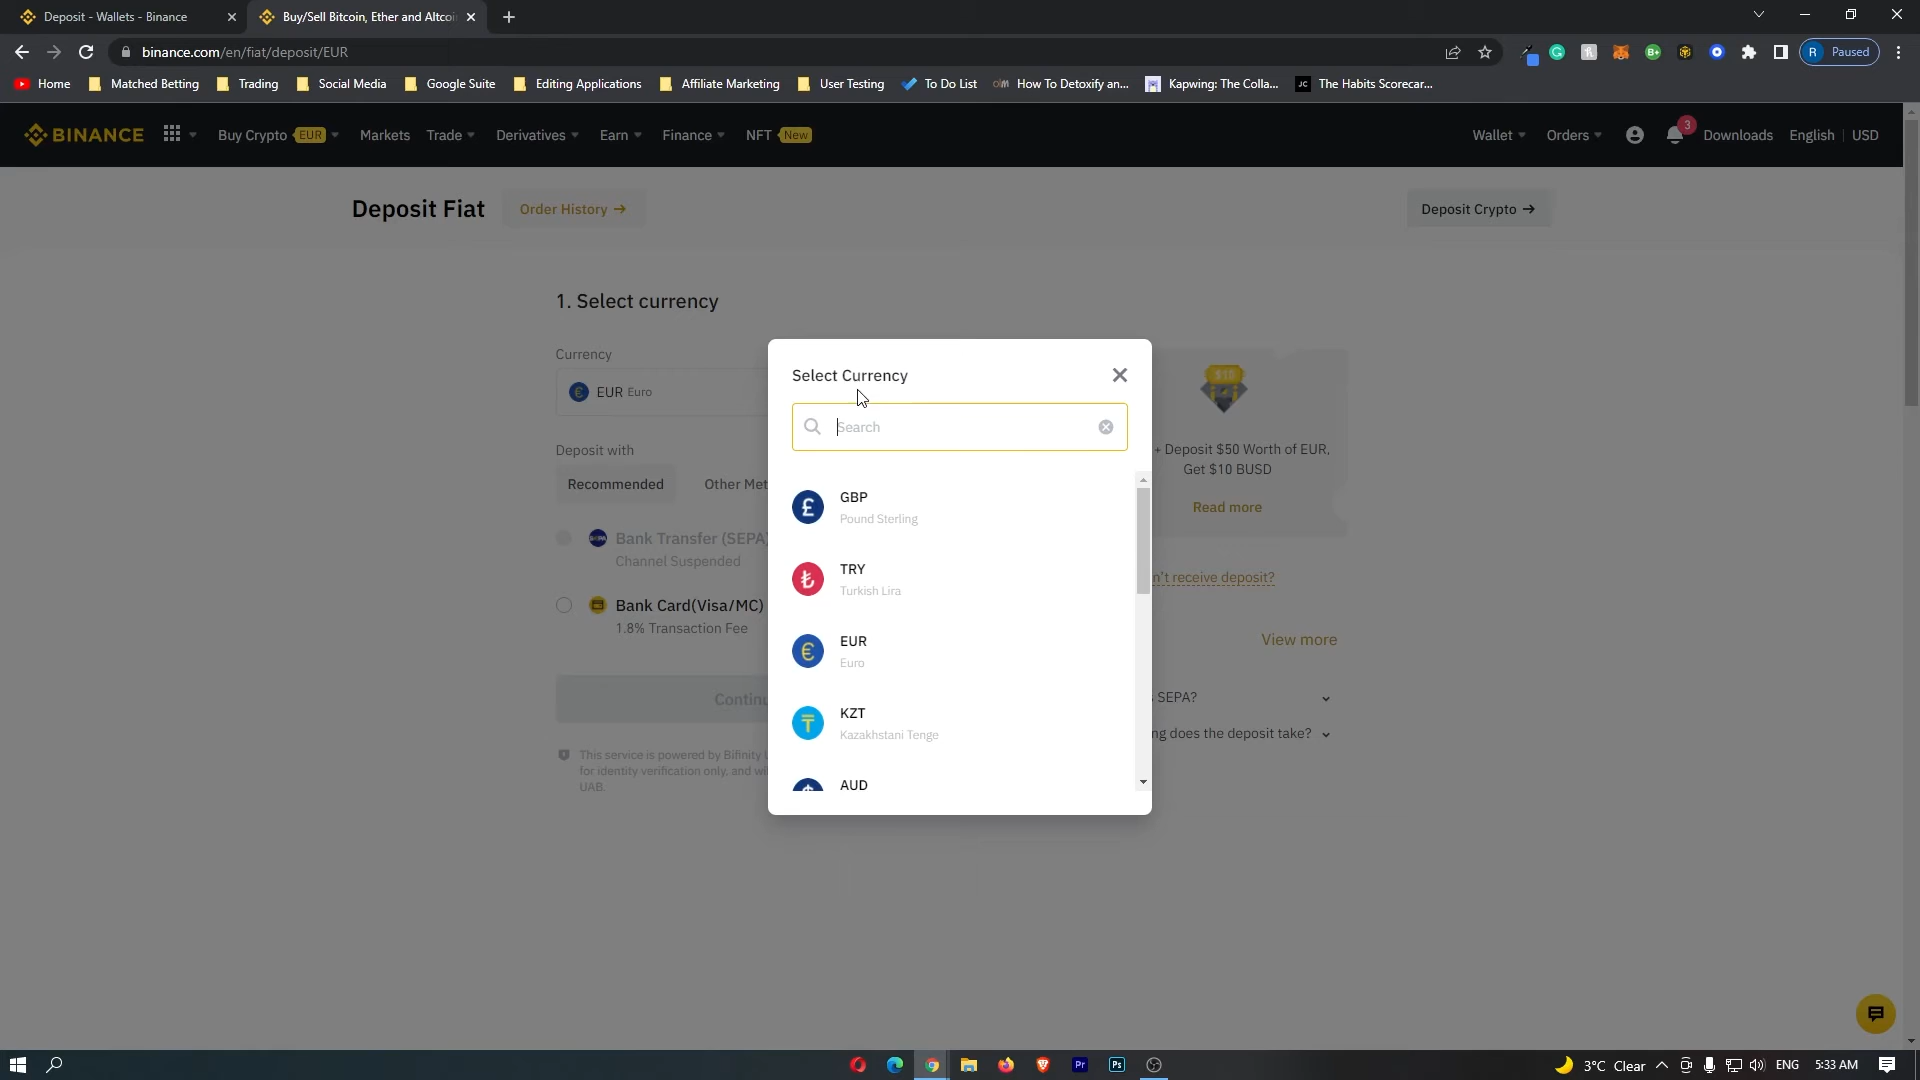 Deposit - Wallets - Binance
Buy/Sell Bitcoin, Ether and Altcoi
binance.com/en/fiat/deposit/EUR
R Paused
Home
Matched Betting
Trading
Social Media
Google Suite
Editing Applications
Affiliate Marketing
User Testing
To Do List
How To Detoxify an...
Kapwing: The Colla...
JC The Habits Scorecar...
BINANCE
Buy Crypto EUR
Markets
Trade
Derivatives
Earn
Finance
NFT New
Wallet
Orders
3
Downloads
English
USD
Deposit Fiat
Order History →
Deposit Crypto →
1. Select currency
Currency
EUR Euro
Deposit with
Recommended
Other Met
Bank Transfer (SEPA)
Channel Suspended
Bank Card(Visa/MC)
1.8% Transaction Fee
Continu
This service is powered by Bifinity U
for identity verification only, and wil
UAB.
Select Currency
Search
GBP
Pound Sterling
TRY
Turkish Lira
EUR
Euro
KZT
Kazakhstani Tenge
AUD
$10
+ Deposit $50 Worth of EUR,
Get $10 BUSD
Read more
n't receive deposit?
View more
SEPA?
ng does the deposit take?
Pr
Ps
3°C Clear
ENG
5:33 AM